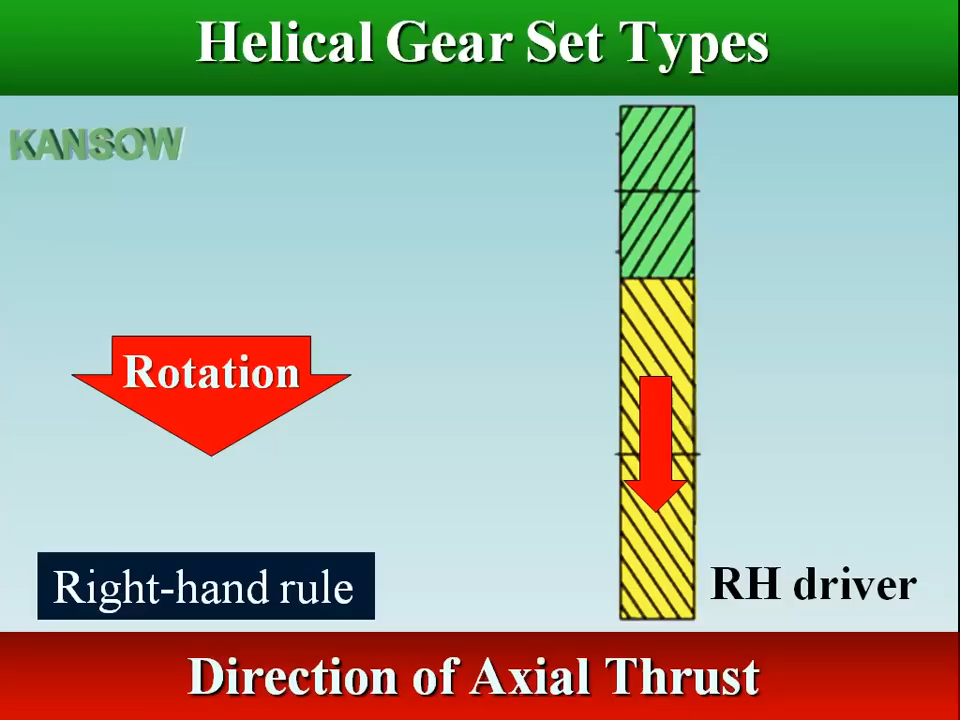 Helical Gear Set Types
KANSOW
Rotation
Right-hand rule
RH driver
Direction of Axial Thrust